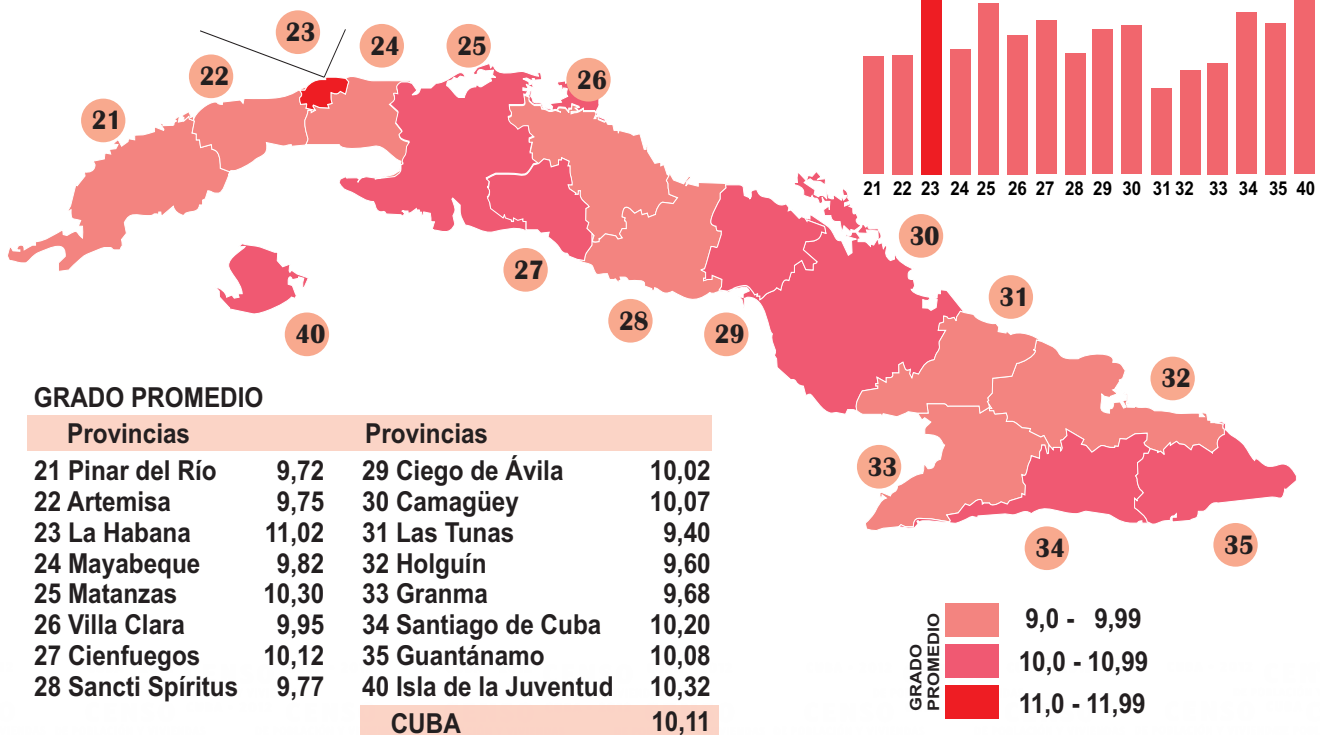 23
24
25
22
26
21
21 22 23 24 25 26 27 28 29 30 31 32 33 34 35 40
30
27
31
40
28
29
32
33
34
35
GRADO PROMEDIO
Provincias Provincias
21 Pinar del Río 9,72 29 Ciego de Ávila 10,02
22 Artemisa 9,75 30 Camagüey 10,07
23 La Habana 11,02 31 Las Tunas 9,40
24 Mayabeque 9,82 32 Holguín 9,60
25 Matanzas 10,30 33 Granma 9,68
26 Villa Clara 9,95 34 Santiago de Cuba 10,20
27 Cienfuegos 10,12 35 Guantánamo 10,08
28 Sancti Spíritus 9,77 40 Isla de la Juventud 10,32
CUBA 10,11
GRADO
PROMEDIO
9,0 - 9,99
10,0 - 10,99
11,0 - 11,99